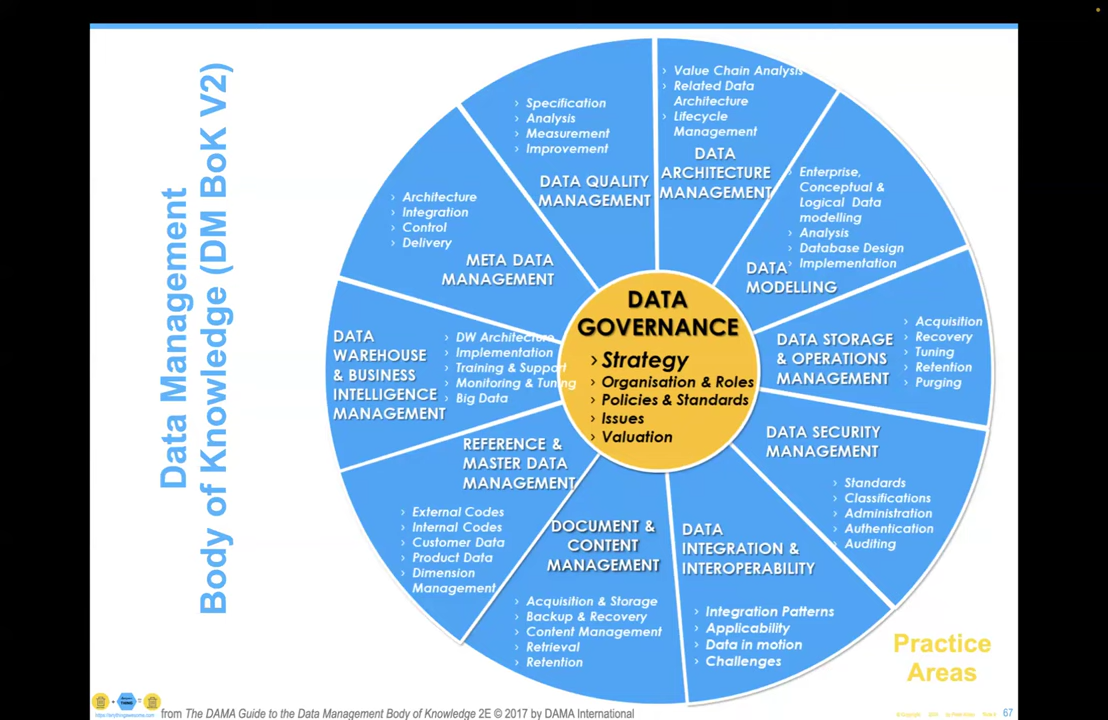 Data Management
Body of Knowledge (DM BoK V2)
› Specification
› Analysis
› Measurement
› Improvement
DATA QUALITY
MANAGEMENT
› Value Chain Analysis
› Related Data
Architecture
› Lifecycle
Management
DATA
ARCHITECTURE
MANAGEMENT
› Enterprise,
Conceptual &
Logical Data
modelling
› Analysis
› Database Design
› Implementation
DATA
MODELLING
DATA STORAGE
& OPERATIONS
MANAGEMENT
› Acquisition
› Recovery
› Tuning
› Retention
› Purging
DATA SECURITY
MANAGEMENT
› Standards
› Classifications
› Administration
› Authentication
› Auditing
DATA
INTEGRATION &
INTEROPERABILITY
› Integration Patterns
› Applicability
› Data in motion
› Challenges
DOCUMENT &
CONTENT
MANAGEMENT
› Acquisition & Storage
› Backup & Recovery
› Content Management
› Retrieval
› Retention
REFERENCE &
MASTER DATA
MANAGEMENT
› External Codes
› Internal Codes
› Customer Data
› Product Data
› Dimension
Management
DATA
WAREHOUSE
& BUSINESS
INTELLIGENCE
MANAGEMENT
› DW Architecture
› Implementation
› Training & Support
› Monitoring & Tuning
› Big Data
› Architecture
› Integration
› Control
› Delivery
META DATA
MANAGEMENT
DATA
GOVERNANCE
› Strategy
› Organisation & Roles
› Policies & Standards
› Issues
› Valuation
Practice
Areas
from The DAMA Guide to the Data Management Body of Knowledge 2E © 2017 by DAMA International
67